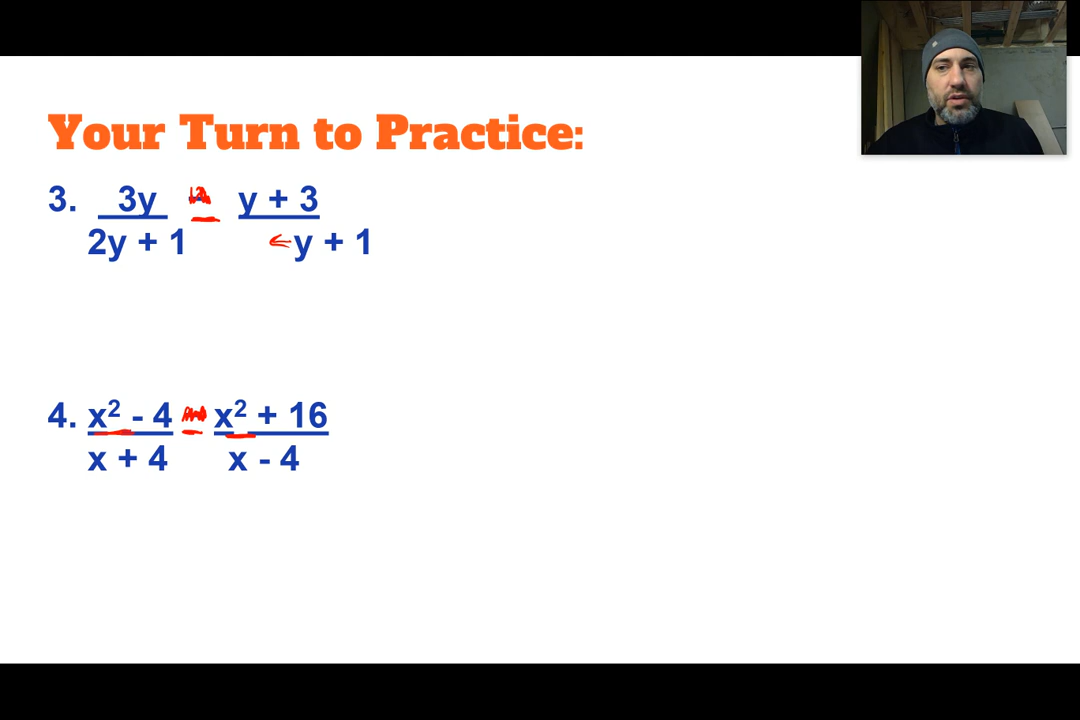 Your Turn to Practice:
3. 3y = y + 3
2y + 1 ← y + 1
4. x² - 4 = x² + 16
x + 4 x - 4